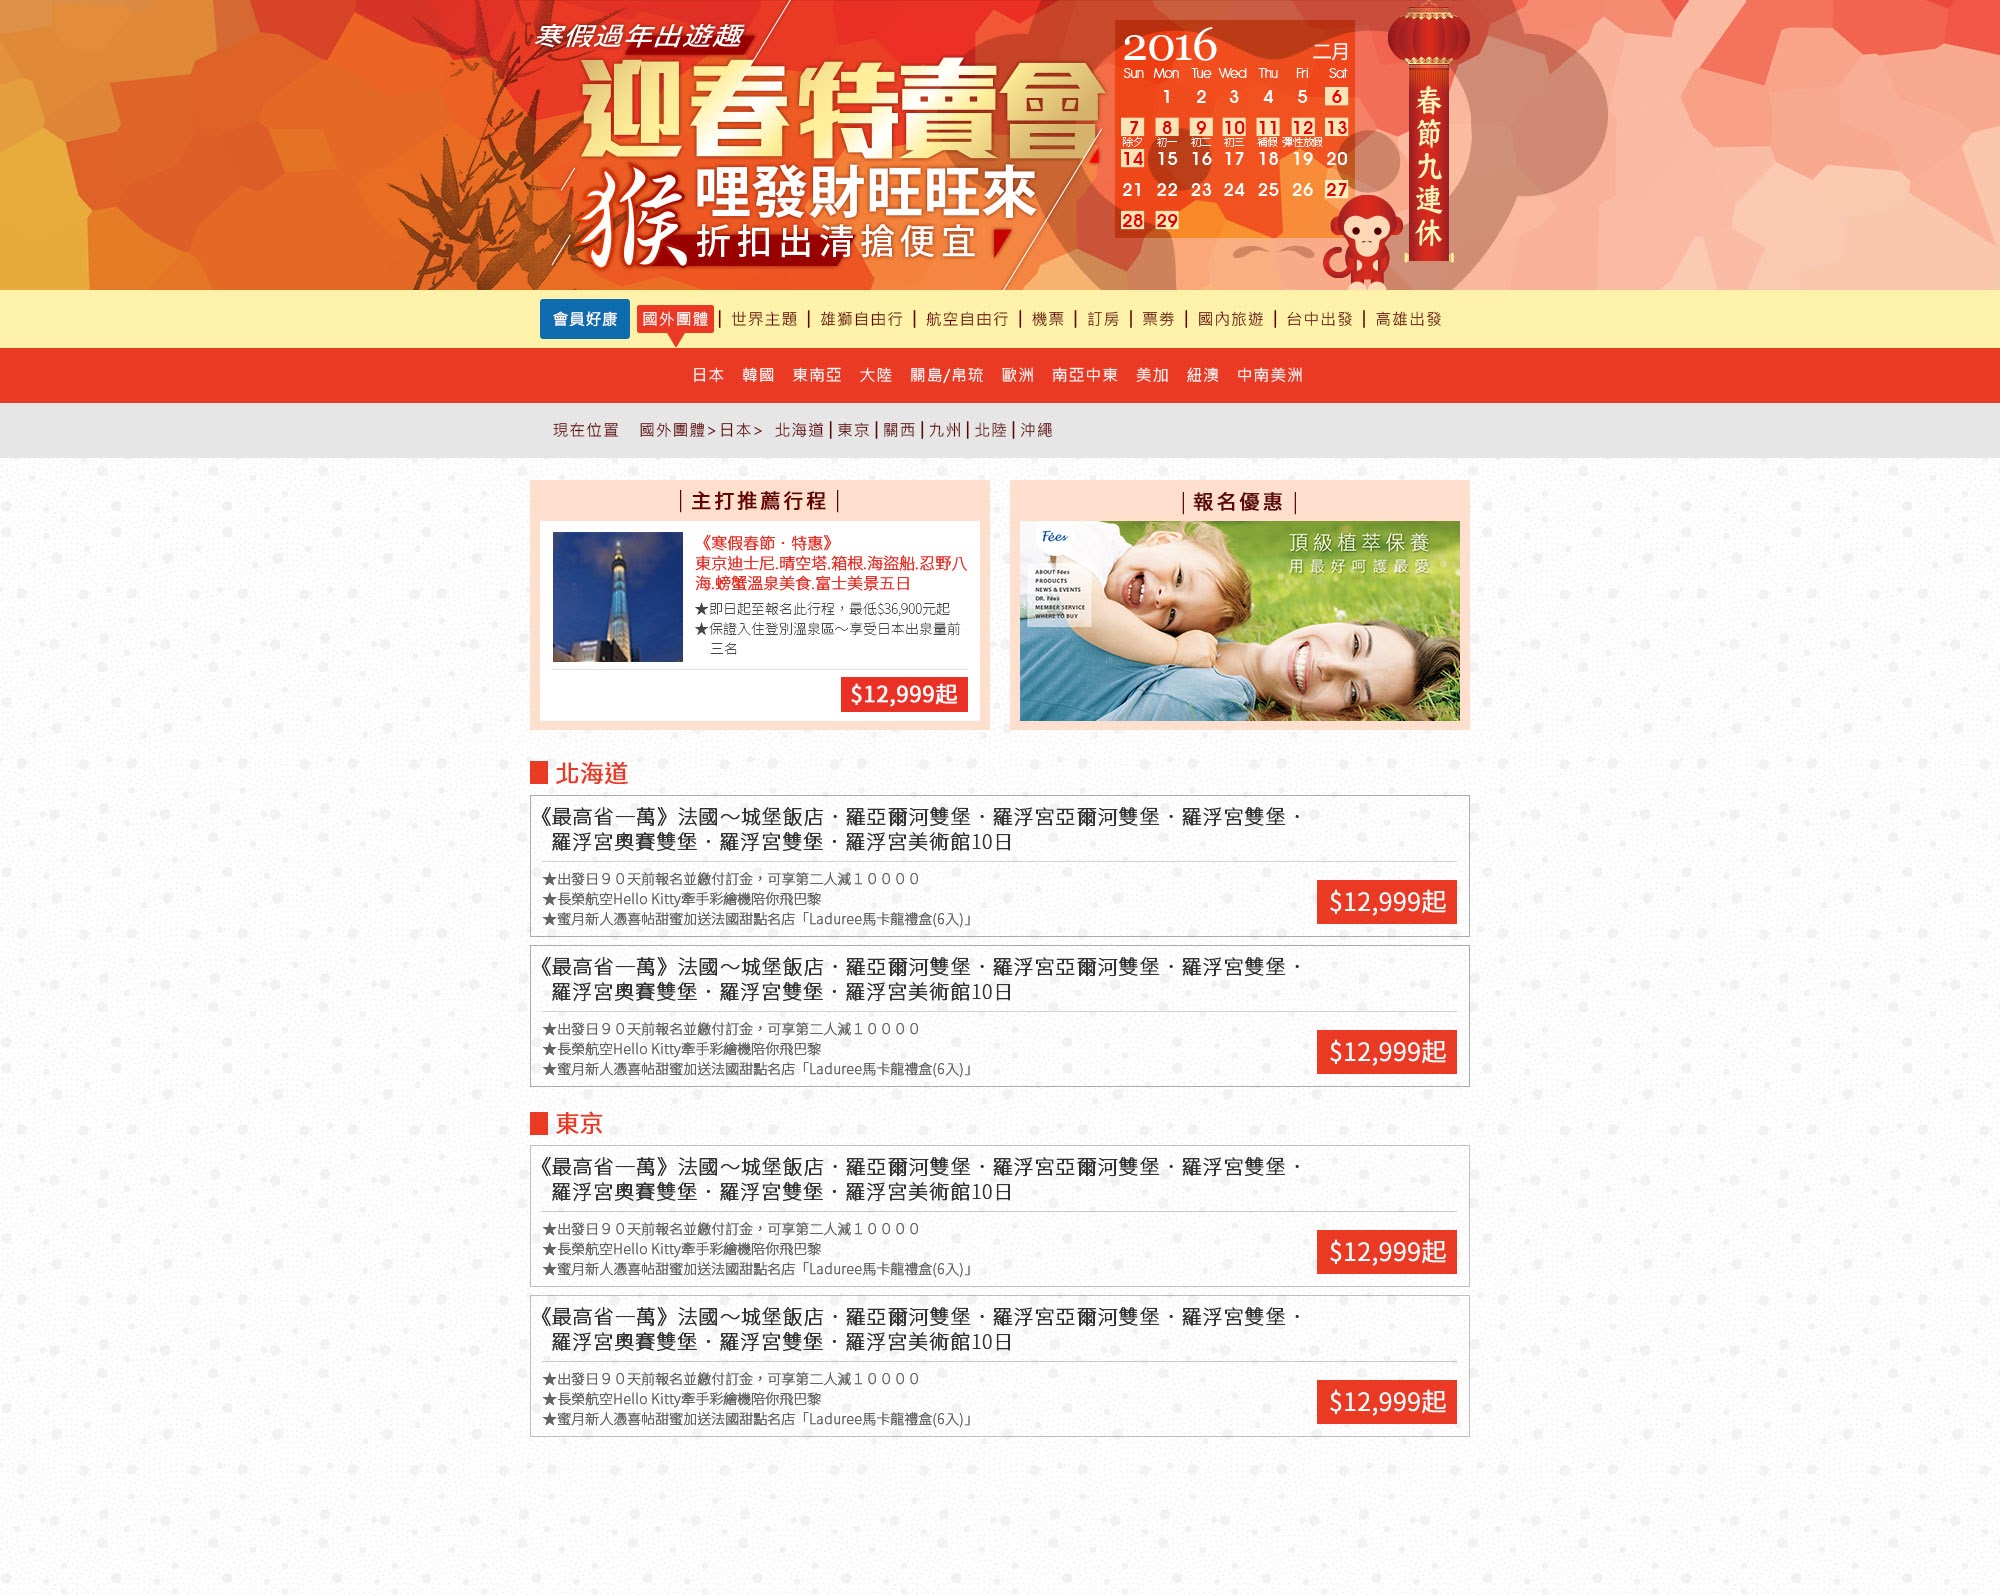 寒假過年出遊趣
迎春特賣會
猴哩發財旺旺來
折扣出清搶便宜
2016 二月
Sun Mon Tue Wed Thu Fri Sat
1 2 3 4 5 6
7 8 9 10 11 12 13
除夕 初一 初二 初三 補假 彈性放假
14 15 16 17 18 19 20
21 22 23 24 25 26 27
28 29
春節九連休
會員好康 國外團體 | 世界主題 | 雄獅自由行 | 航空自由行 | 機票 | 訂房 | 票券 | 國內旅遊 | 台中出發 | 高雄出發
日本 韓國 東南亞 大陸 關島/帛琉 歐洲 南亞中東 美加 紐澳 中南美洲
現在位置 國外團體>日本> 北海道|東京|關西|九州|北陸|沖繩
|主打推薦行程|
《寒假春節．特惠》
東京迪士尼.晴空塔.箱根.海盜船.忍野八
海.螃蟹溫泉美食.富士美景五日
★即日起至報名此行程，最低$36,900元起
★保證入住登別溫泉區～享受日本出泉量前
三名
$12,999起
|報名優惠|
Fées
ABOUT Fées
PRODUCTS
NEWS & EVENTS
DR. Fées
MEMBER SERVICE
WHERE TO BUY
頂級植萃保養
用最好呵護最愛
北海道
《最高省一萬》法國～城堡飯店．羅亞爾河雙堡．羅浮宮亞爾河雙堡．羅浮宮雙堡．
羅浮宮奧賽雙堡．羅浮宮雙堡．羅浮宮美術館10日
★出發日９０天前報名並繳付訂金，可享第二人減１００００
★長榮航空Hello Kitty牽手彩繪機陪你飛巴黎
★蜜月新人憑喜帖甜蜜加送法國甜點名店「Laduree馬卡龍禮盒(6入)」
$12,999起
《最高省一萬》法國～城堡飯店．羅亞爾河雙堡．羅浮宮亞爾河雙堡．羅浮宮雙堡．
羅浮宮奧賽雙堡．羅浮宮雙堡．羅浮宮美術館10日
★出發日９０天前報名並繳付訂金，可享第二人減１００００
★長榮航空Hello Kitty牽手彩繪機陪你飛巴黎
★蜜月新人憑喜帖甜蜜加送法國甜點名店「Laduree馬卡龍禮盒(6入)」
$12,999起
東京
《最高省一萬》法國～城堡飯店．羅亞爾河雙堡．羅浮宮亞爾河雙堡．羅浮宮雙堡．
羅浮宮奧賽雙堡．羅浮宮雙堡．羅浮宮美術館10日
★出發日９０天前報名並繳付訂金，可享第二人減１００００
★長榮航空Hello Kitty牽手彩繪機陪你飛巴黎
★蜜月新人憑喜帖甜蜜加送法國甜點名店「Laduree馬卡龍禮盒(6入)」
$12,999起
《最高省一萬》法國～城堡飯店．羅亞爾河雙堡．羅浮宮亞爾河雙堡．羅浮宮雙堡．
羅浮宮奧賽雙堡．羅浮宮雙堡．羅浮宮美術館10日
★出發日９０天前報名並繳付訂金，可享第二人減１００００
★長榮航空Hello Kitty牽手彩繪機陪你飛巴黎
★蜜月新人憑喜帖甜蜜加送法國甜點名店「Laduree馬卡龍禮盒(6入)」
$12,999起